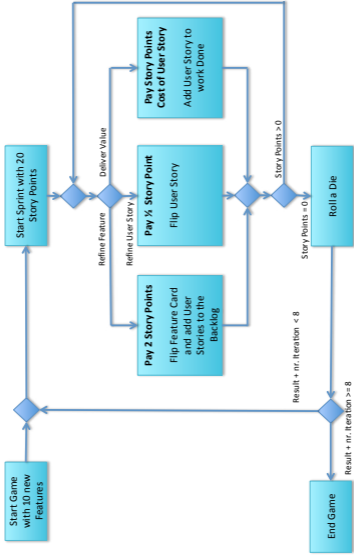 Start Game
with 10 new
Features
Start Sprint with 20
Story Points
Refine Feature
Refine User Story
Deliver Value
Pay 2 Story Points
Flip Feature Card
and add User
Stories to the
Backlog
Pay ½ Story Point
Flip User Story
Pay Story Points
Cost of User Story
Add User Story to
work Done
Story Points > 0
Story Points = 0
Roll a Die
Result + nr. Iteration < 8
Result + nr. Iteration >= 8
End Game